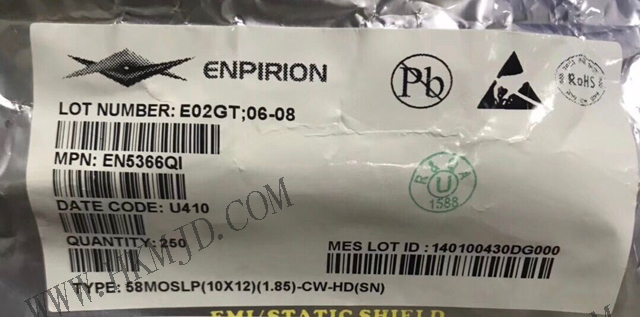 ENPIRION
Pb
RoHS
LOT NUMBER: E02GT;06-08
MPN: EN5366QI
DATE CODE: U410
R & Q A
U
1588
QUANTITY: 250
MES LOT ID : 140100430DG000
TYPE: 58MOSLP(10X12)(1.85)-CW-HD(SN)
EMI/STATIC SHIELD
WWW.HKMJD.COM